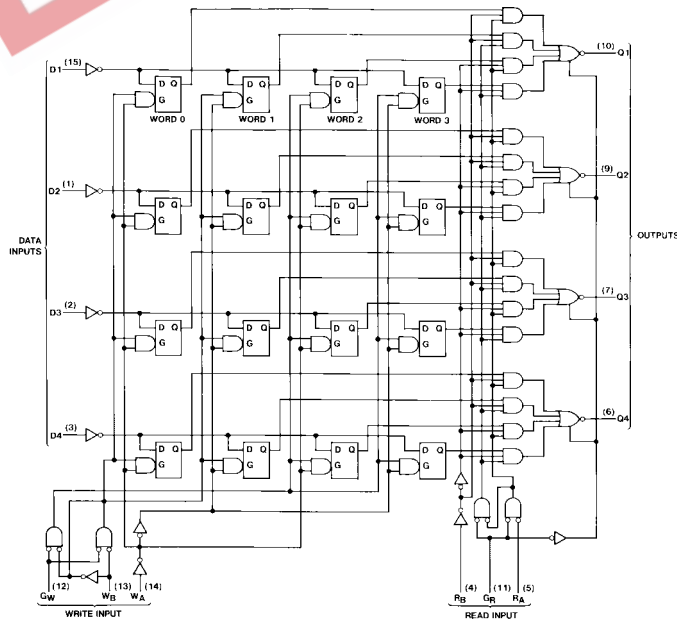 (10) Q1
D1 (15)
D Q
G
WORD 0
D Q
G
WORD 1
D Q
G
WORD 2
D Q
G
WORD 3
D2 (1)
D Q
G
D Q
G
D Q
G
D Q
G
(9) Q2
DATA
INPUTS
OUTPUTS
D3 (2)
D Q
G
D Q
G
D Q
G
D Q
G
(7) Q3
D4 (3)
D Q
G
D Q
G
D Q
G
D Q
G
(6) Q4
GW (12)
WB (13)
WA (14)
WRITE INPUT
RB (4)
GR (11)
RA (5)
READ INPUT